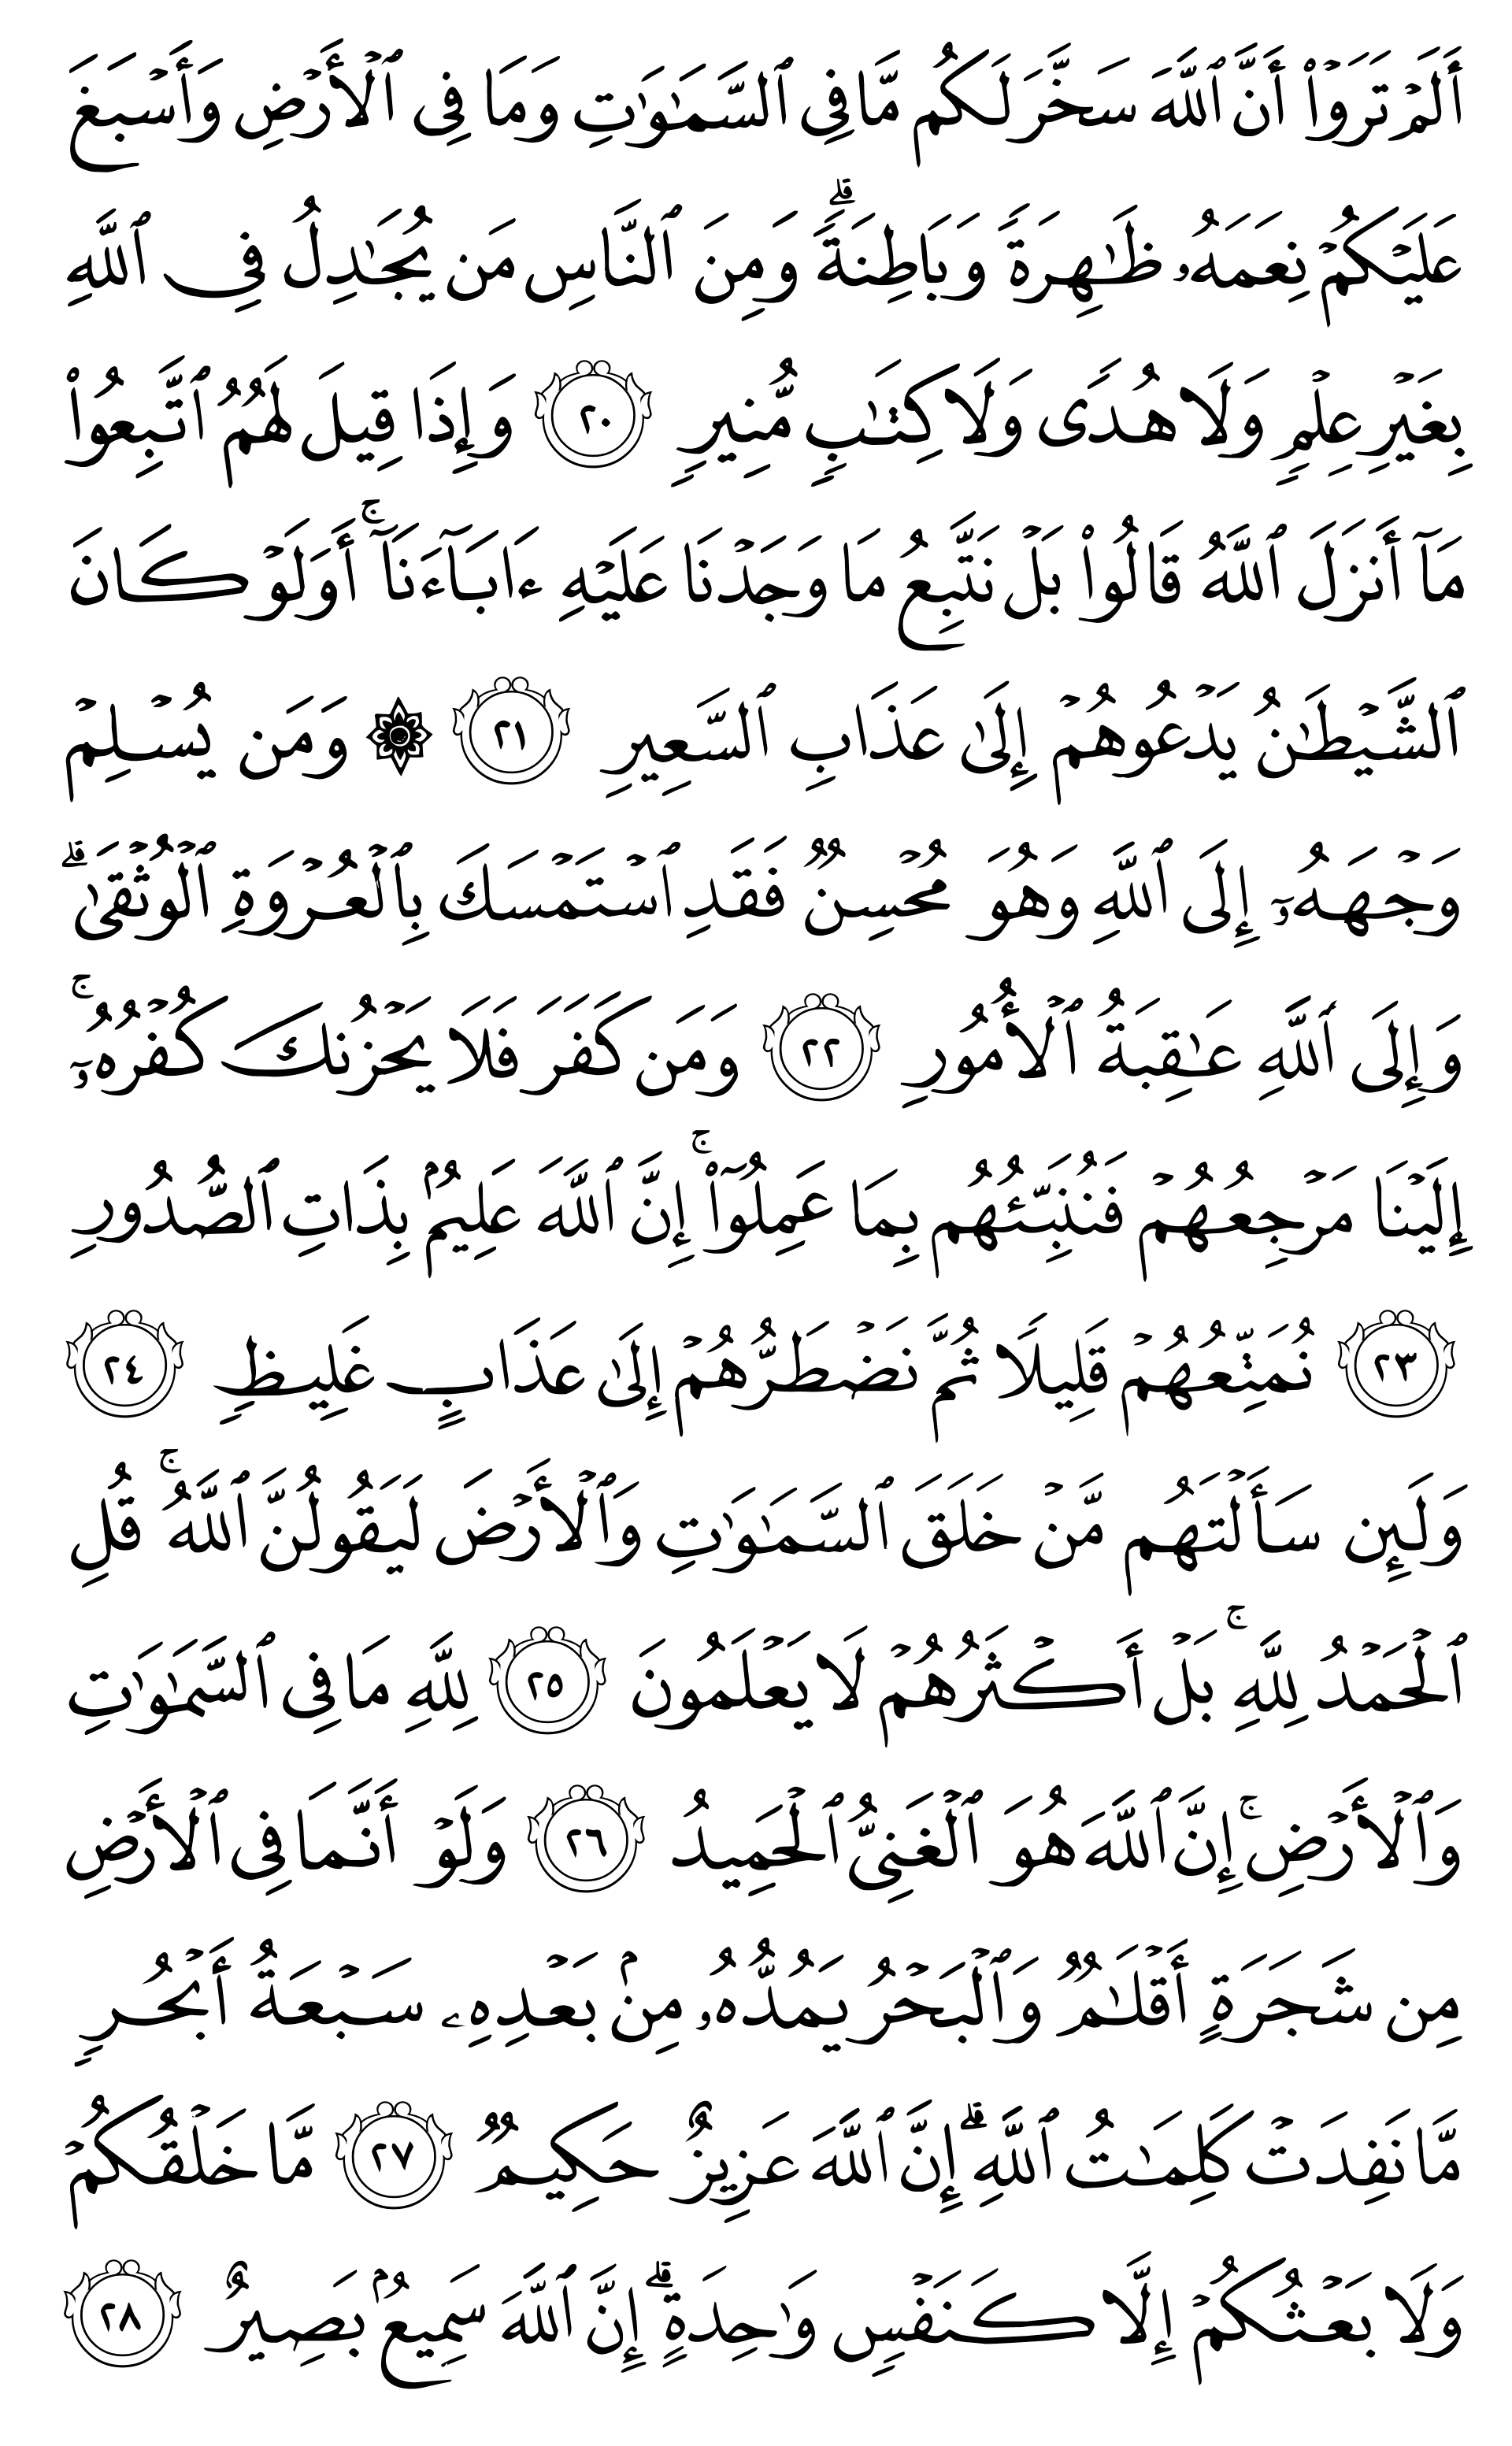 أَلَمۡ تَرَوۡاْ أَنَّ ٱللَّهَ سَخَّرَ لَكُم مَّا فِي ٱلسَّمَٰوَٰتِ وَمَا فِي ٱلۡأَرۡضِ وَأَسۡبَغَ
عَلَيۡكُمۡ نِعَمَهُۥ ظَٰهِرَةٗ وَبَاطِنَةٗۗ وَمِنَ ٱلنَّاسِ مَن يُجَٰدِلُ فِي ٱللَّهِ
بِغَيۡرِ عِلۡمٖ وَلَا هُدٗى وَلَا كِتَٰبٖ مُّنِيرٖ ٢٠ وَإِذَا قِيلَ لَهُمُ ٱتَّبِعُواْ
مَآ أَنزَلَ ٱللَّهُ قَالُواْ بَلۡ نَتَّبِعُ مَا وَجَدۡنَا عَلَيۡهِ ءَابَآءَنَآۚ أَوَلَوۡ كَانَ
ٱلشَّيۡطَٰنُ يَدۡعُوهُمۡ إِلَىٰ عَذَابِ ٱلسَّعِيرِ ٢١ ۞ وَمَن يُسۡلِمۡ
وَجۡهَهُۥٓ إِلَى ٱللَّهِ وَهُوَ مُحۡسِنٞ فَقَدِ ٱسۡتَمۡسَكَ بِٱلۡعُرۡوَةِ ٱلۡوُثۡقَىٰۗ
وَإِلَى ٱللَّهِ عَٰقِبَةُ ٱلۡأُمُورِ ٢٢ وَمَن كَفَرَ فَلَا يَحۡزُنكَ كُفۡرُهُۥٓۚ
إِلَيۡنَا مَرۡجِعُهُمۡ فَنُنَبِّئُهُم بِمَا عَمِلُوٓاْۚ إِنَّ ٱللَّهَ عَلِيمُۢ بِذَاتِ ٱلصُّدُورِ
٢٣ نُمَتِّعُهُمۡ قَلِيلٗا ثُمَّ نَضۡطَرُّهُمۡ إِلَىٰ عَذَابٍ غَلِيظٖ ٢٤
وَلَئِن سَأَلۡتَهُم مَّنۡ خَلَقَ ٱلسَّمَٰوَٰتِ وَٱلۡأَرۡضَ لَيَقُولُنَّ ٱللَّهُۚ قُلِ
ٱلۡحَمۡدُ لِلَّهِۚ بَلۡ أَكۡثَرُهُمۡ لَا يَعۡلَمُونَ ٢٥ لِلَّهِ مَا فِي ٱلسَّمَٰوَٰتِ
وَٱلۡأَرۡضِۚ إِنَّ ٱللَّهَ هُوَ ٱلۡغَنِيُّ ٱلۡحَمِيدُ ٢٦ وَلَوۡ أَنَّمَا فِي ٱلۡأَرۡضِ
مِن شَجَرَةٍ أَقۡلَٰمٞ وَٱلۡبَحۡرُ يَمُدُّهُۥ مِنۢ بَعۡدِهِۦ سَبۡعَةُ أَبۡحُرٖ
مَّا نَفِدَتۡ كَلِمَٰتُ ٱللَّهِۗ إِنَّ ٱللَّهَ عَزِيزٌ حَكِيمٞ ٢٧ مَّا خَلۡقُكُمۡ
وَلَا بَعۡثُكُمۡ إِلَّا كَنَفۡسٖ وَٰحِدَةٍۗ إِنَّ ٱللَّهَ سَمِيعُۢ بَصِيرٌ ٢٨